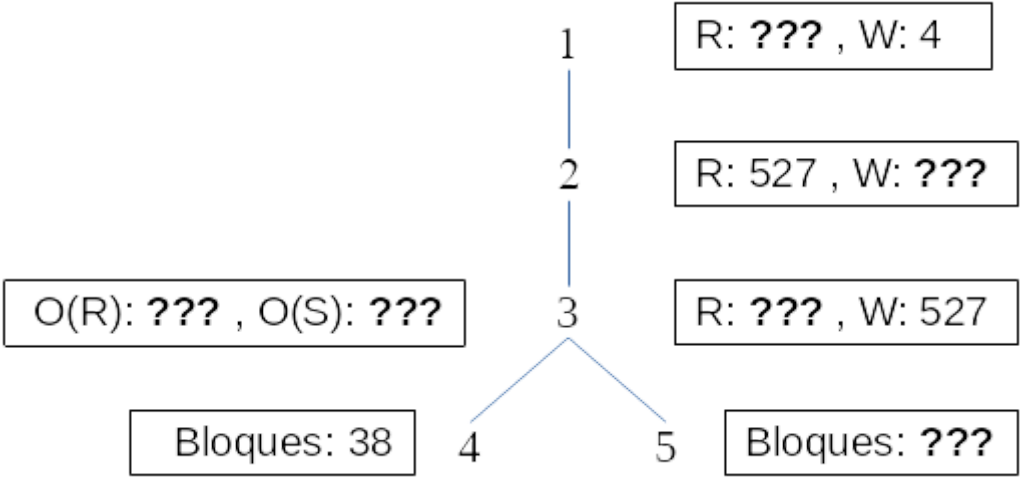 1
R: ??? , W: 4
2
R: 527 , W: ???
O(R): ??? , O(S): ???
3
R: ??? , W: 527
Bloques: 38
4
5
Bloques: ???